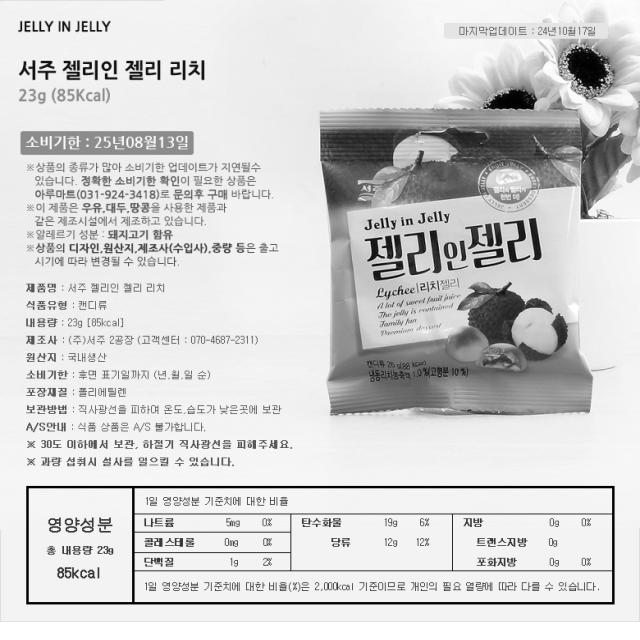 JELLY IN JELLY
마지막업데이트 : 24년10월17일
서주 젤리인 젤리 리치
23g (85Kcal)
소비기한 : 25년08월13일
※상품의 종류가 많아 소비기한 업데이트가 지연될수
있습니다. 정확한 소비기한 확인이 필요한 상품은
아루마트(031-924-3418)로 문의후 구매 바랍니다.
※이 제품은 우유,대두,땅콩을 사용한 제품과
같은 제조시설에서 제조하고 있습니다.
※알레르기 성분 : 돼지고기 함유
※상품의 디자인,원산지,제조사(수입사),중량 등은 출고
시기에 따라 변경될 수 있습니다.
제품명 : 서주 젤리인 젤리 리치
식품유형 : 캔디류
내용량 : 23g [85kcal]
제조사 : (주)서주 2공장 (고객센터 : 070-4687-2311)
원산지 : 국내생산
소비기한 : 후면 표기일까지 (년.월.일 순)
포장재질 : 폴리에틸렌
보관방법 : 직사광선을 피하며 온도,습도가 낮은곳에 보관
A/S안내 : 식품 상품은 A/S 불가합니다.
※ 30도 이하에서 보관, 하절기 직사광선을 피해주세요.
※ 과량 섭취시 설사를 일으킬 수 있습니다.
서주
Jelly in Jelly
젤리인젤리
Lychee 리치젤리
A lot of sweet fruit juice
The jelly is contained
Family fun
Premium dessert
캔디류
냉동리치농축액 1.0%(고형분 10%)
영양성분
총 내용량 23g
85kcal
1일 영양성분 기준치에 대한 비율
나트륨 5mg 0% 탄수화물 19g 6% 지방 0g 0%
콜레스테롤 0mg 0% 당류 12g 12% 트랜스지방 0g
단백질 1g 2% 포화지방 0g 0%
1일 영양성분 기준치에 대한 비율(%)은 2,000kcal 기준이므로 개인의 필요 열량에 따라 다를 수 있습니다.